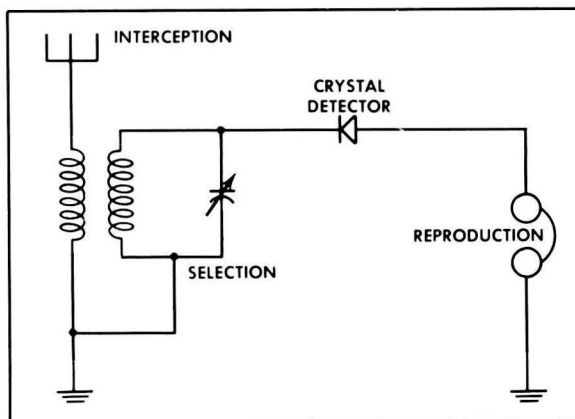 INTERCEPTION
CRYSTAL
DETECTOR
REPRODUCTION
SELECTION